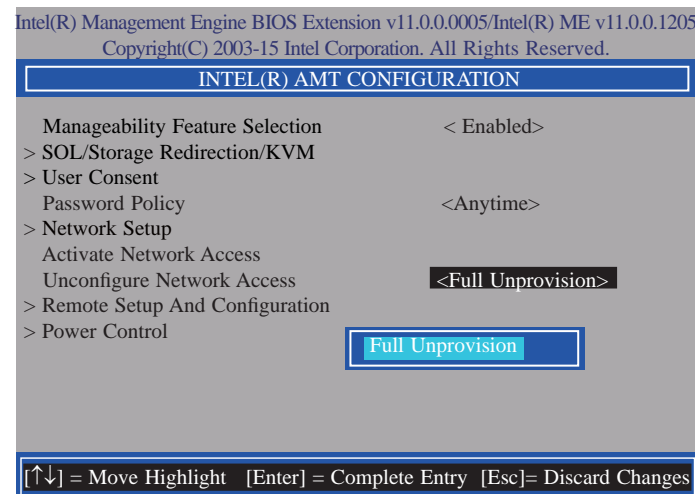 Intel(R) Management Engine BIOS Extension v11.0.0.0005/Intel(R) ME v11.0.0.1205
Copyright(C) 2003-15 Intel Corporation. All Rights Reserved.
INTEL(R) AMT CONFIGURATION
Manageability Feature Selection < Enabled>
> SOL/Storage Redirection/KVM
> User Consent
Password Policy <Anytime>
> Network Setup
Activate Network Access
Unconfigure Network Access <Full Unprovision>
> Remote Setup And Configuration
> Power Control
Full Unprovision
[↑↓] = Move Highlight [Enter] = Complete Entry [Esc]= Discard Changes